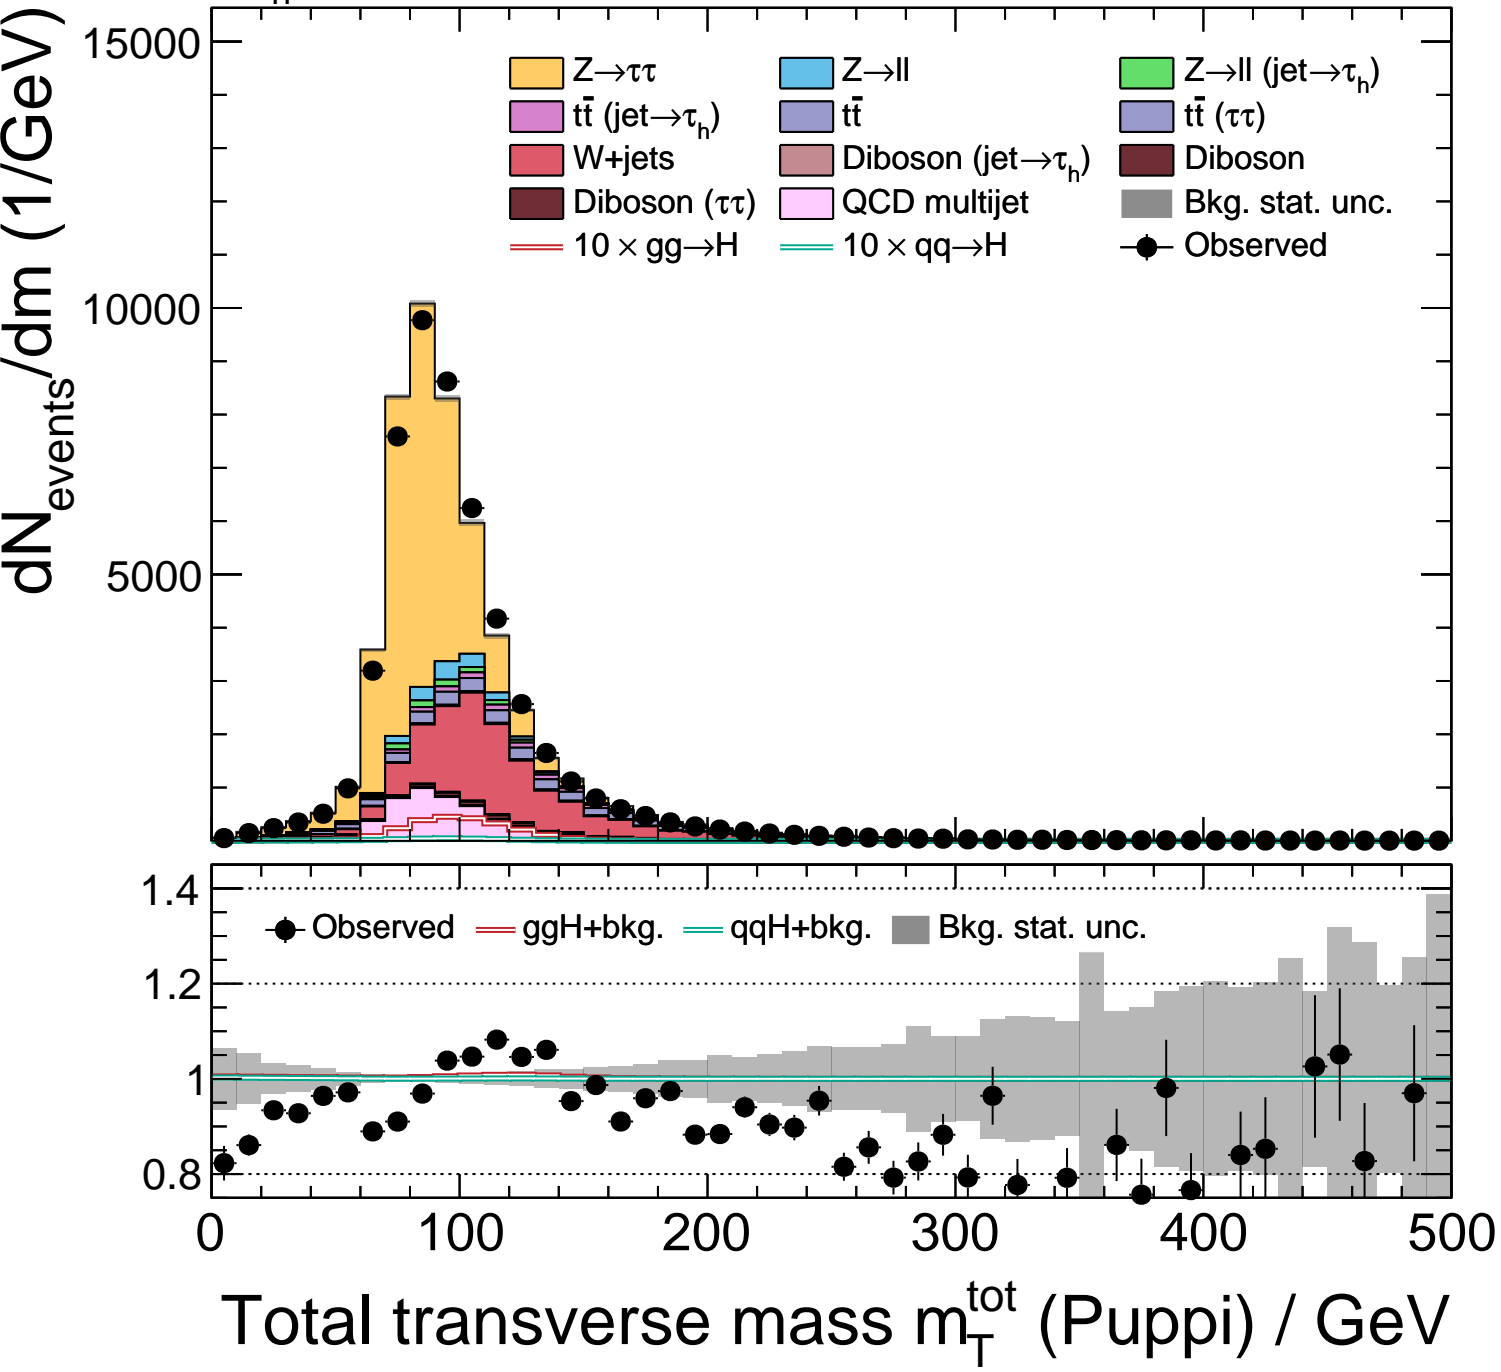 15000
10000
5000
dN_events/dm (1/GeV)
Z→ττ Z→ll Z→ll (jet→τ_h)
tt̄ (jet→τ_h) tt̄ tt̄ (ττ)
W+jets Diboson (jet→τ_h) Diboson
Diboson (ττ) QCD multijet Bkg. stat. unc.
10 × gg→H 10 × qq→H Observed
1.4
1.2
1
0.8
Observed ggH+bkg. qqH+bkg. Bkg. stat. unc.
0 100 200 300 400 500
Total transverse mass m_T^tot (Puppi) / GeV